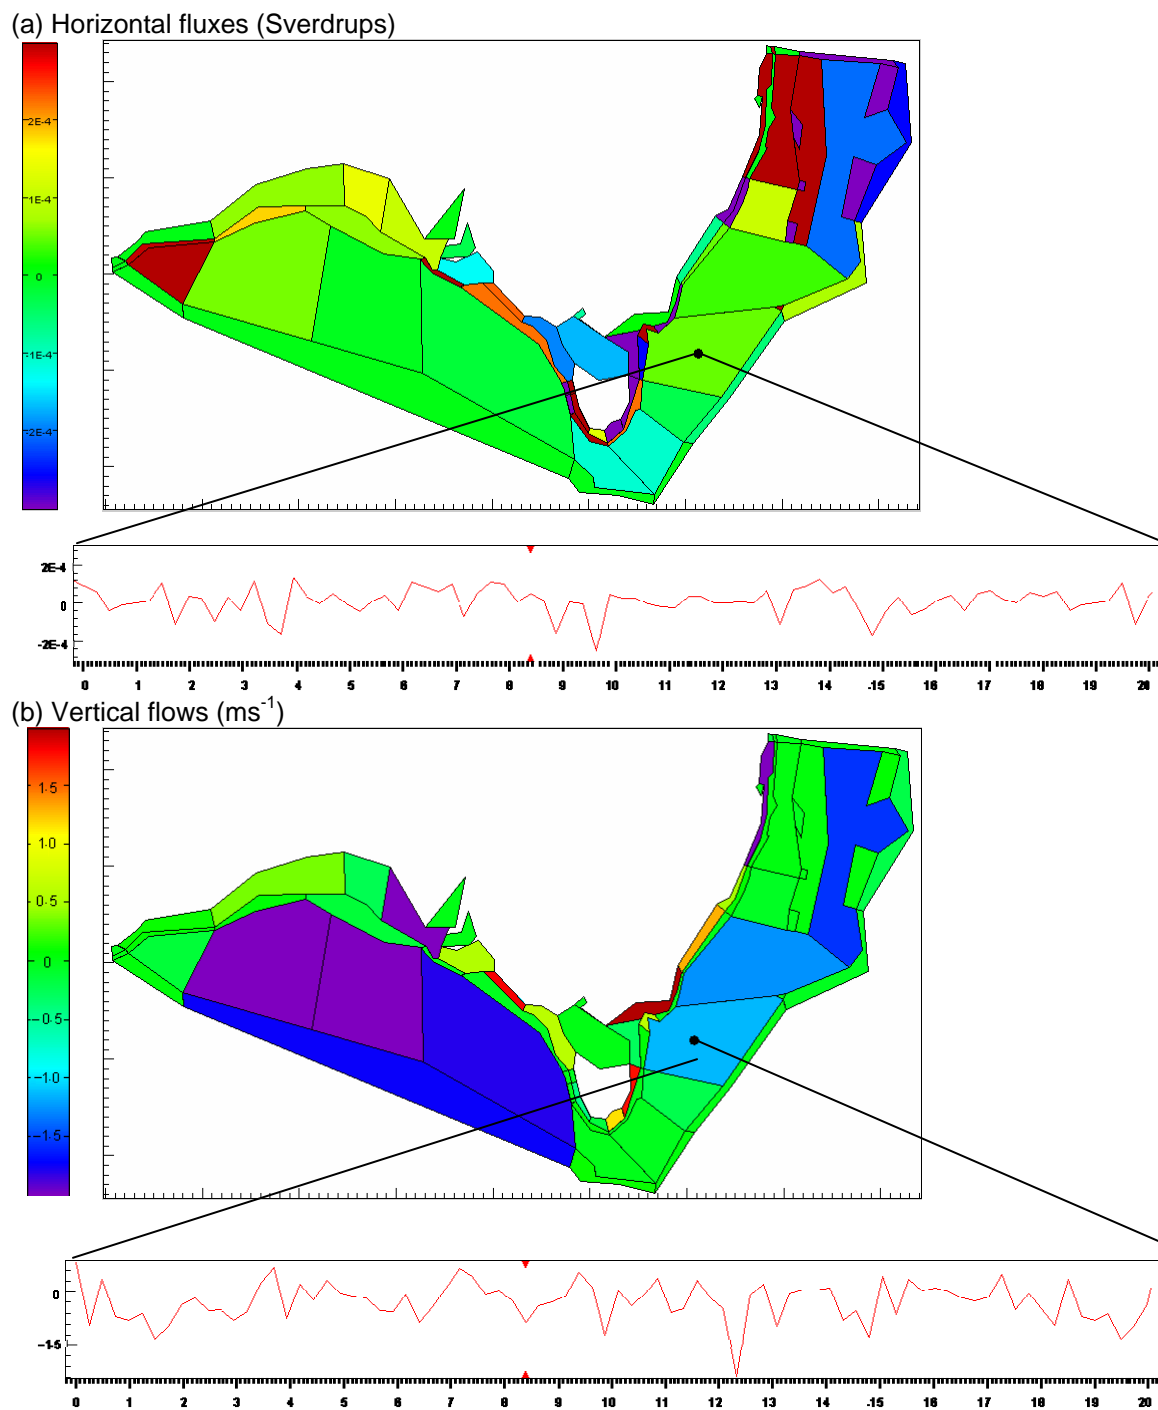 (a) Horizontal fluxes (Sverdrups)
2E-4
1E-4
0
-1E-4
-2E-4
2E-4
0
-2E-4
0 1 2 3 4 5 6 7 8 9 10 11 12 13 14 15 16 17 18 19 20
(b) Vertical flows (ms⁻¹)
1.5
1.0
0.5
0
-0.5
-1.0
-1.5
0
-15
0 1 2 3 4 5 6 7 8 9 10 11 12 13 14 15 16 17 18 19 20